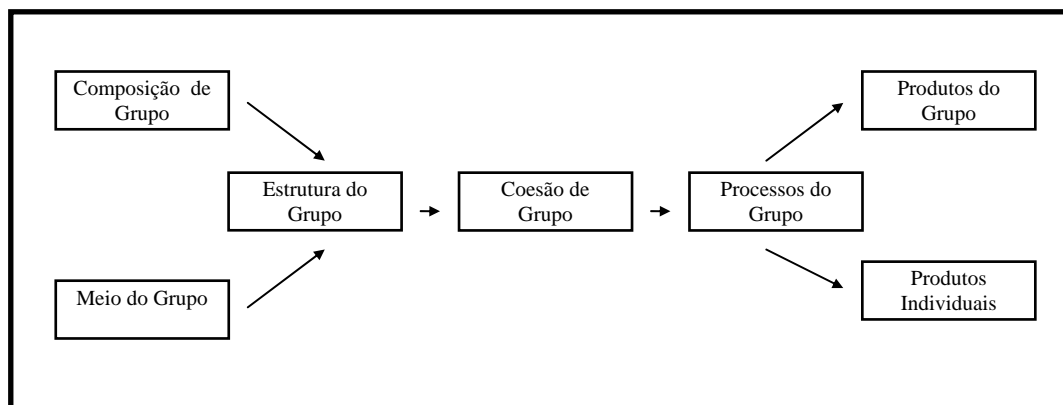 Composição de
Grupo
Meio do Grupo
Estrutura do
Grupo
Coesão de
Grupo
Processos do
Grupo
Produtos do
Grupo
Produtos
Individuais